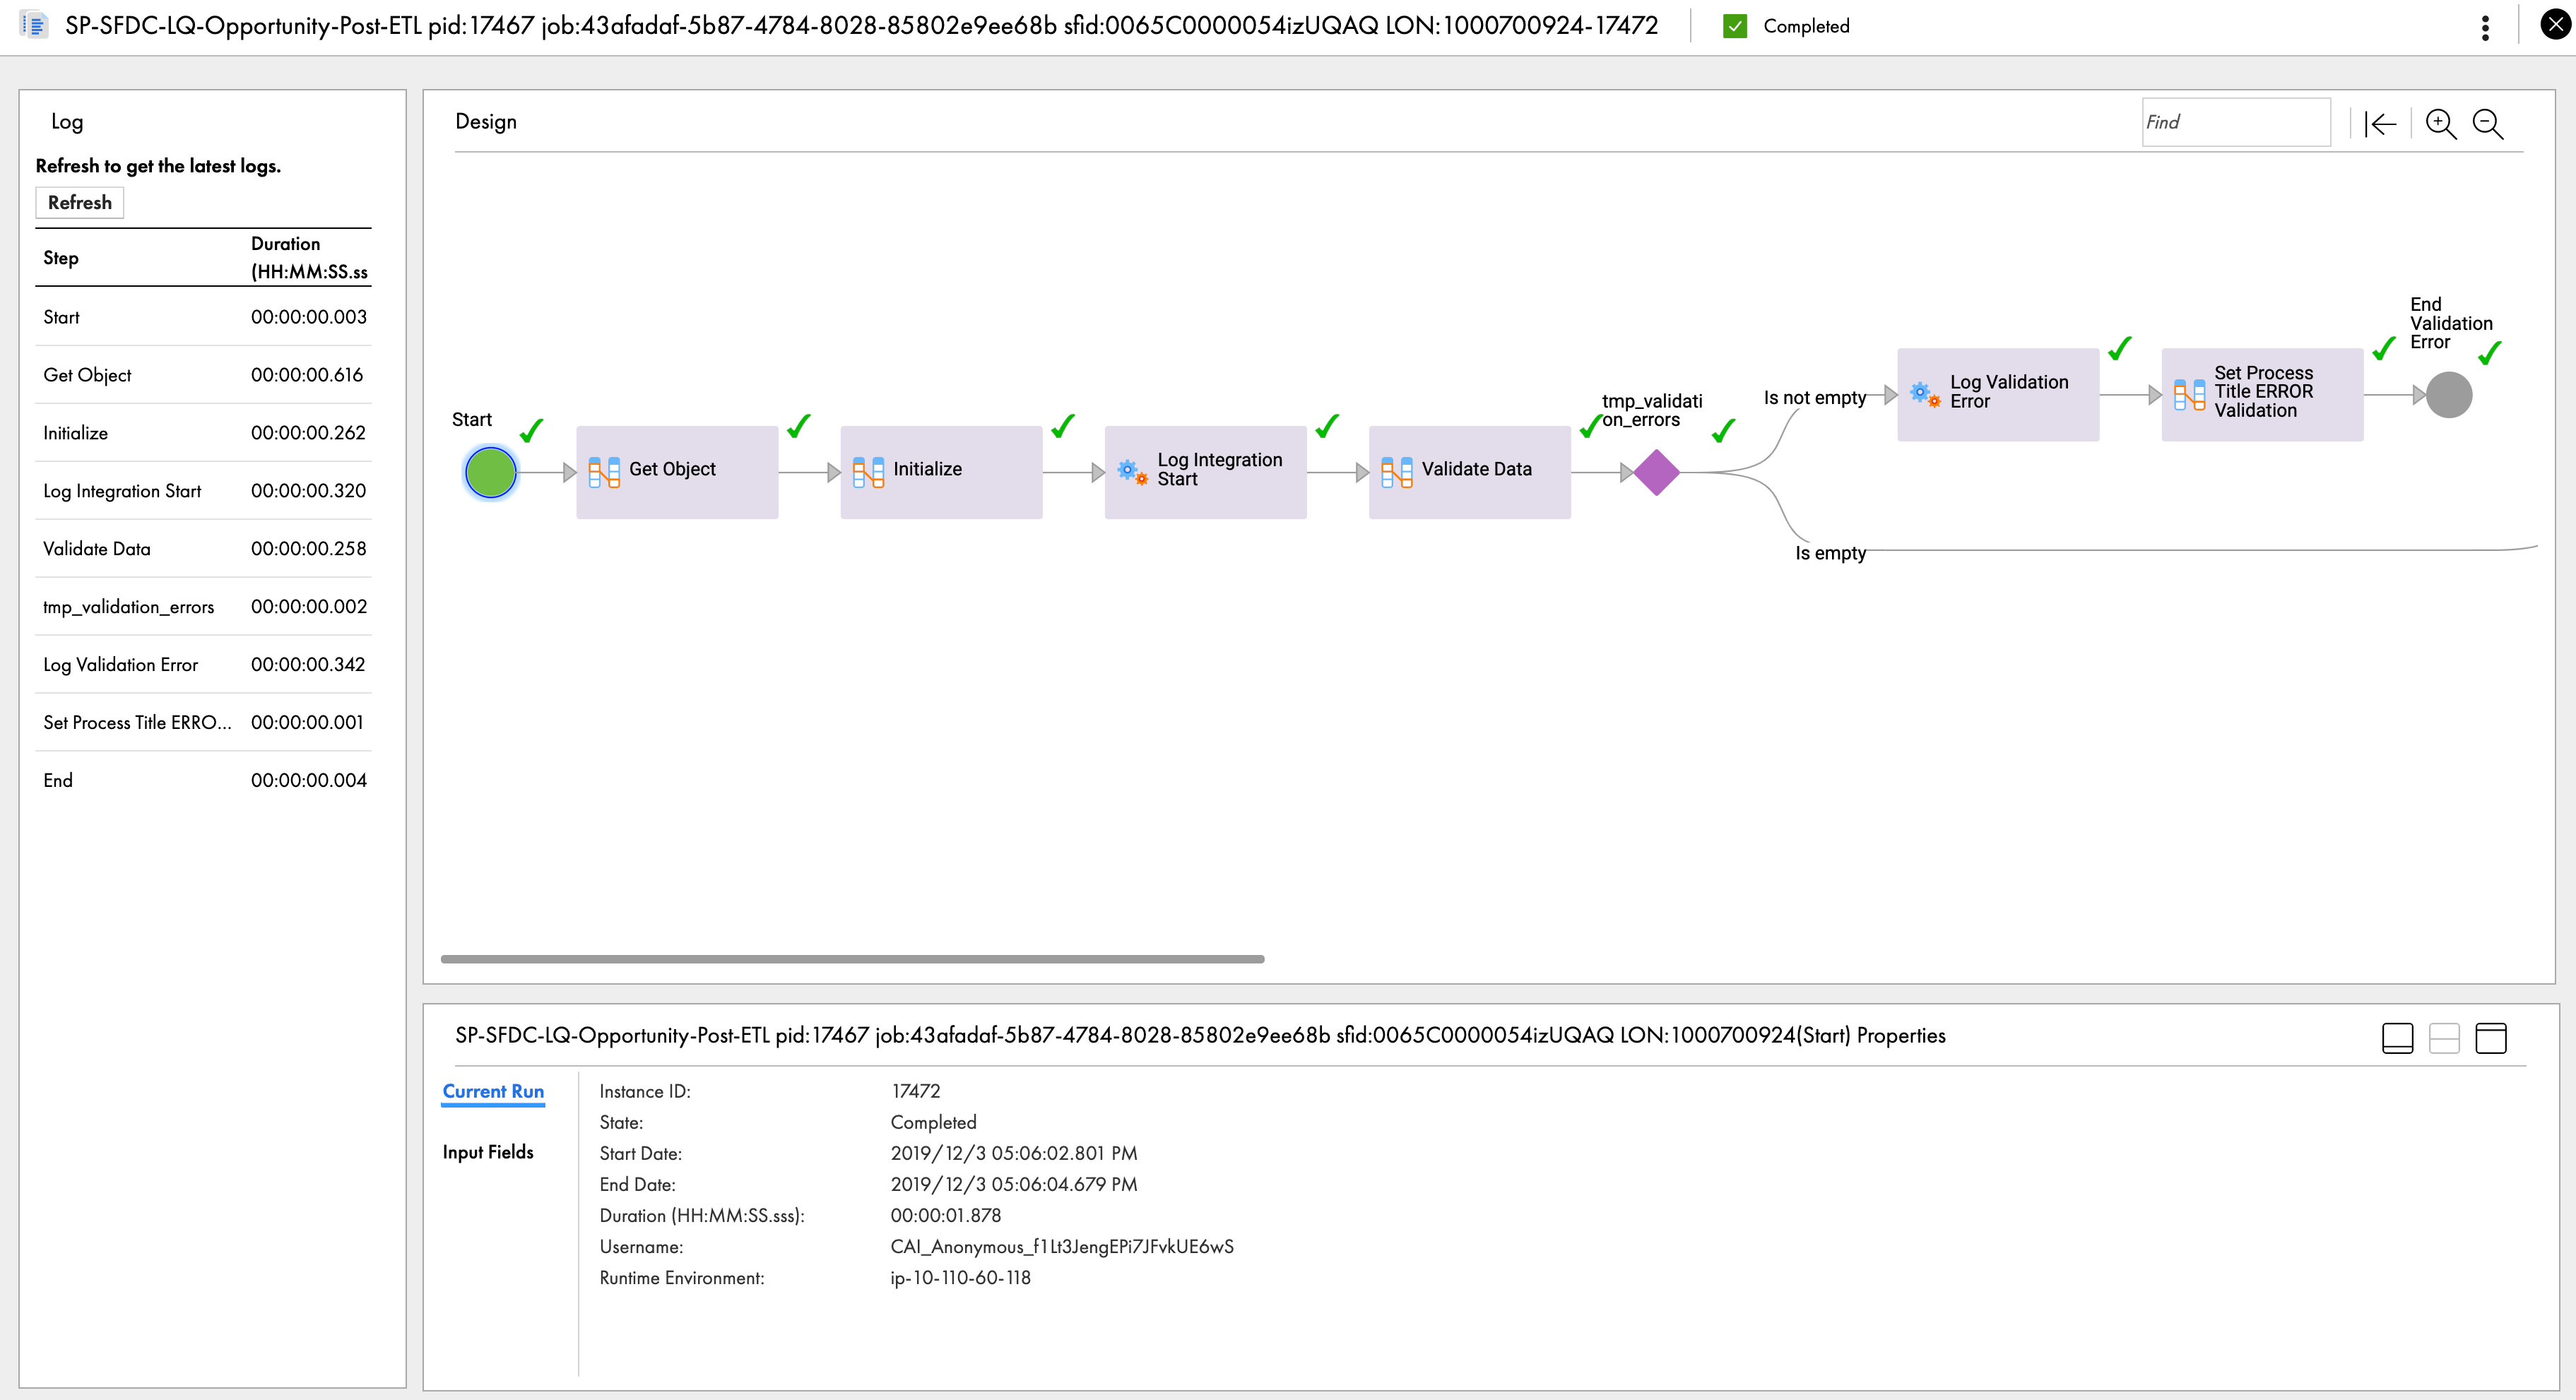 SP-SFDC-LQ-Opportunity-Post-ETL pid:17467 job:43afadaf-5b87-4784-8028-85802e9ee68b sfid:0065C0000054izUQAQ LON:1000700924-17472
Completed
Log
Refresh to get the latest logs.
Refresh
Step
Duration
(HH:MM:SS.ss
Start 00:00:00.003
Get Object 00:00:00.616
Initialize 00:00:00.262
Log Integration Start 00:00:00.320
Validate Data 00:00:00.258
tmp_validation_errors 00:00:00.002
Log Validation Error 00:00:00.342
Set Process Title ERRO... 00:00:00.001
End 00:00:00.004
Design
Find
Start
Get Object
Initialize
Log Integration
Start
Validate Data
tmp_validati
on_errors
Is not empty
Is empty
Log Validation
Error
Set Process
Title ERROR
Validation
End
Validation
Error
SP-SFDC-LQ-Opportunity-Post-ETL pid:17467 job:43afadaf-5b87-4784-8028-85802e9ee68b sfid:0065C0000054izUQAQ LON:1000700924(Start) Properties
Current Run
Input Fields
Instance ID: 17472
State: Completed
Start Date: 2019/12/3 05:06:02.801 PM
End Date: 2019/12/3 05:06:04.679 PM
Duration (HH:MM:SS.sss): 00:00:01.878
Username: CAI_Anonymous_f1Lt3JengEPi7JFvkUE6wS
Runtime Environment: ip-10-110-60-118